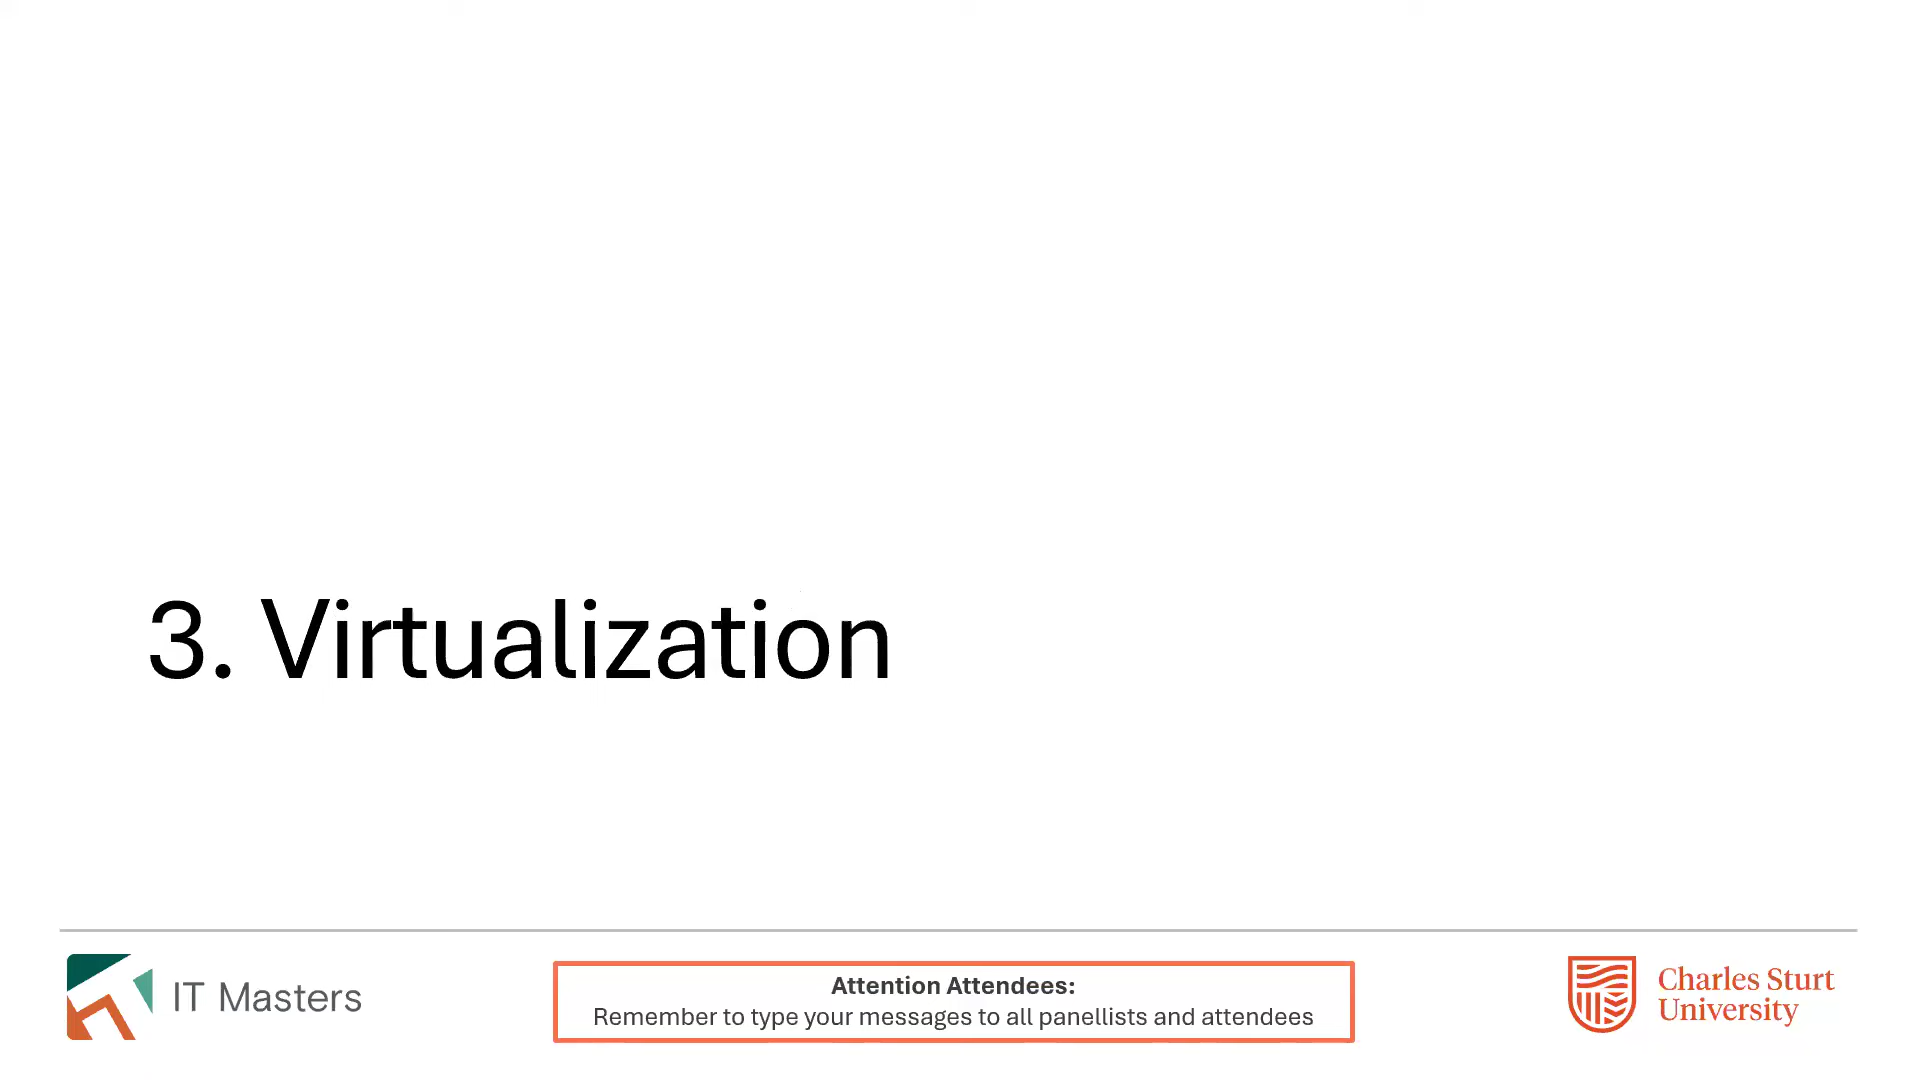 3. Virtualization
IT Masters
Attention Attendees:
Remember to type your messages to all panellists and attendees
Charles Sturt
University